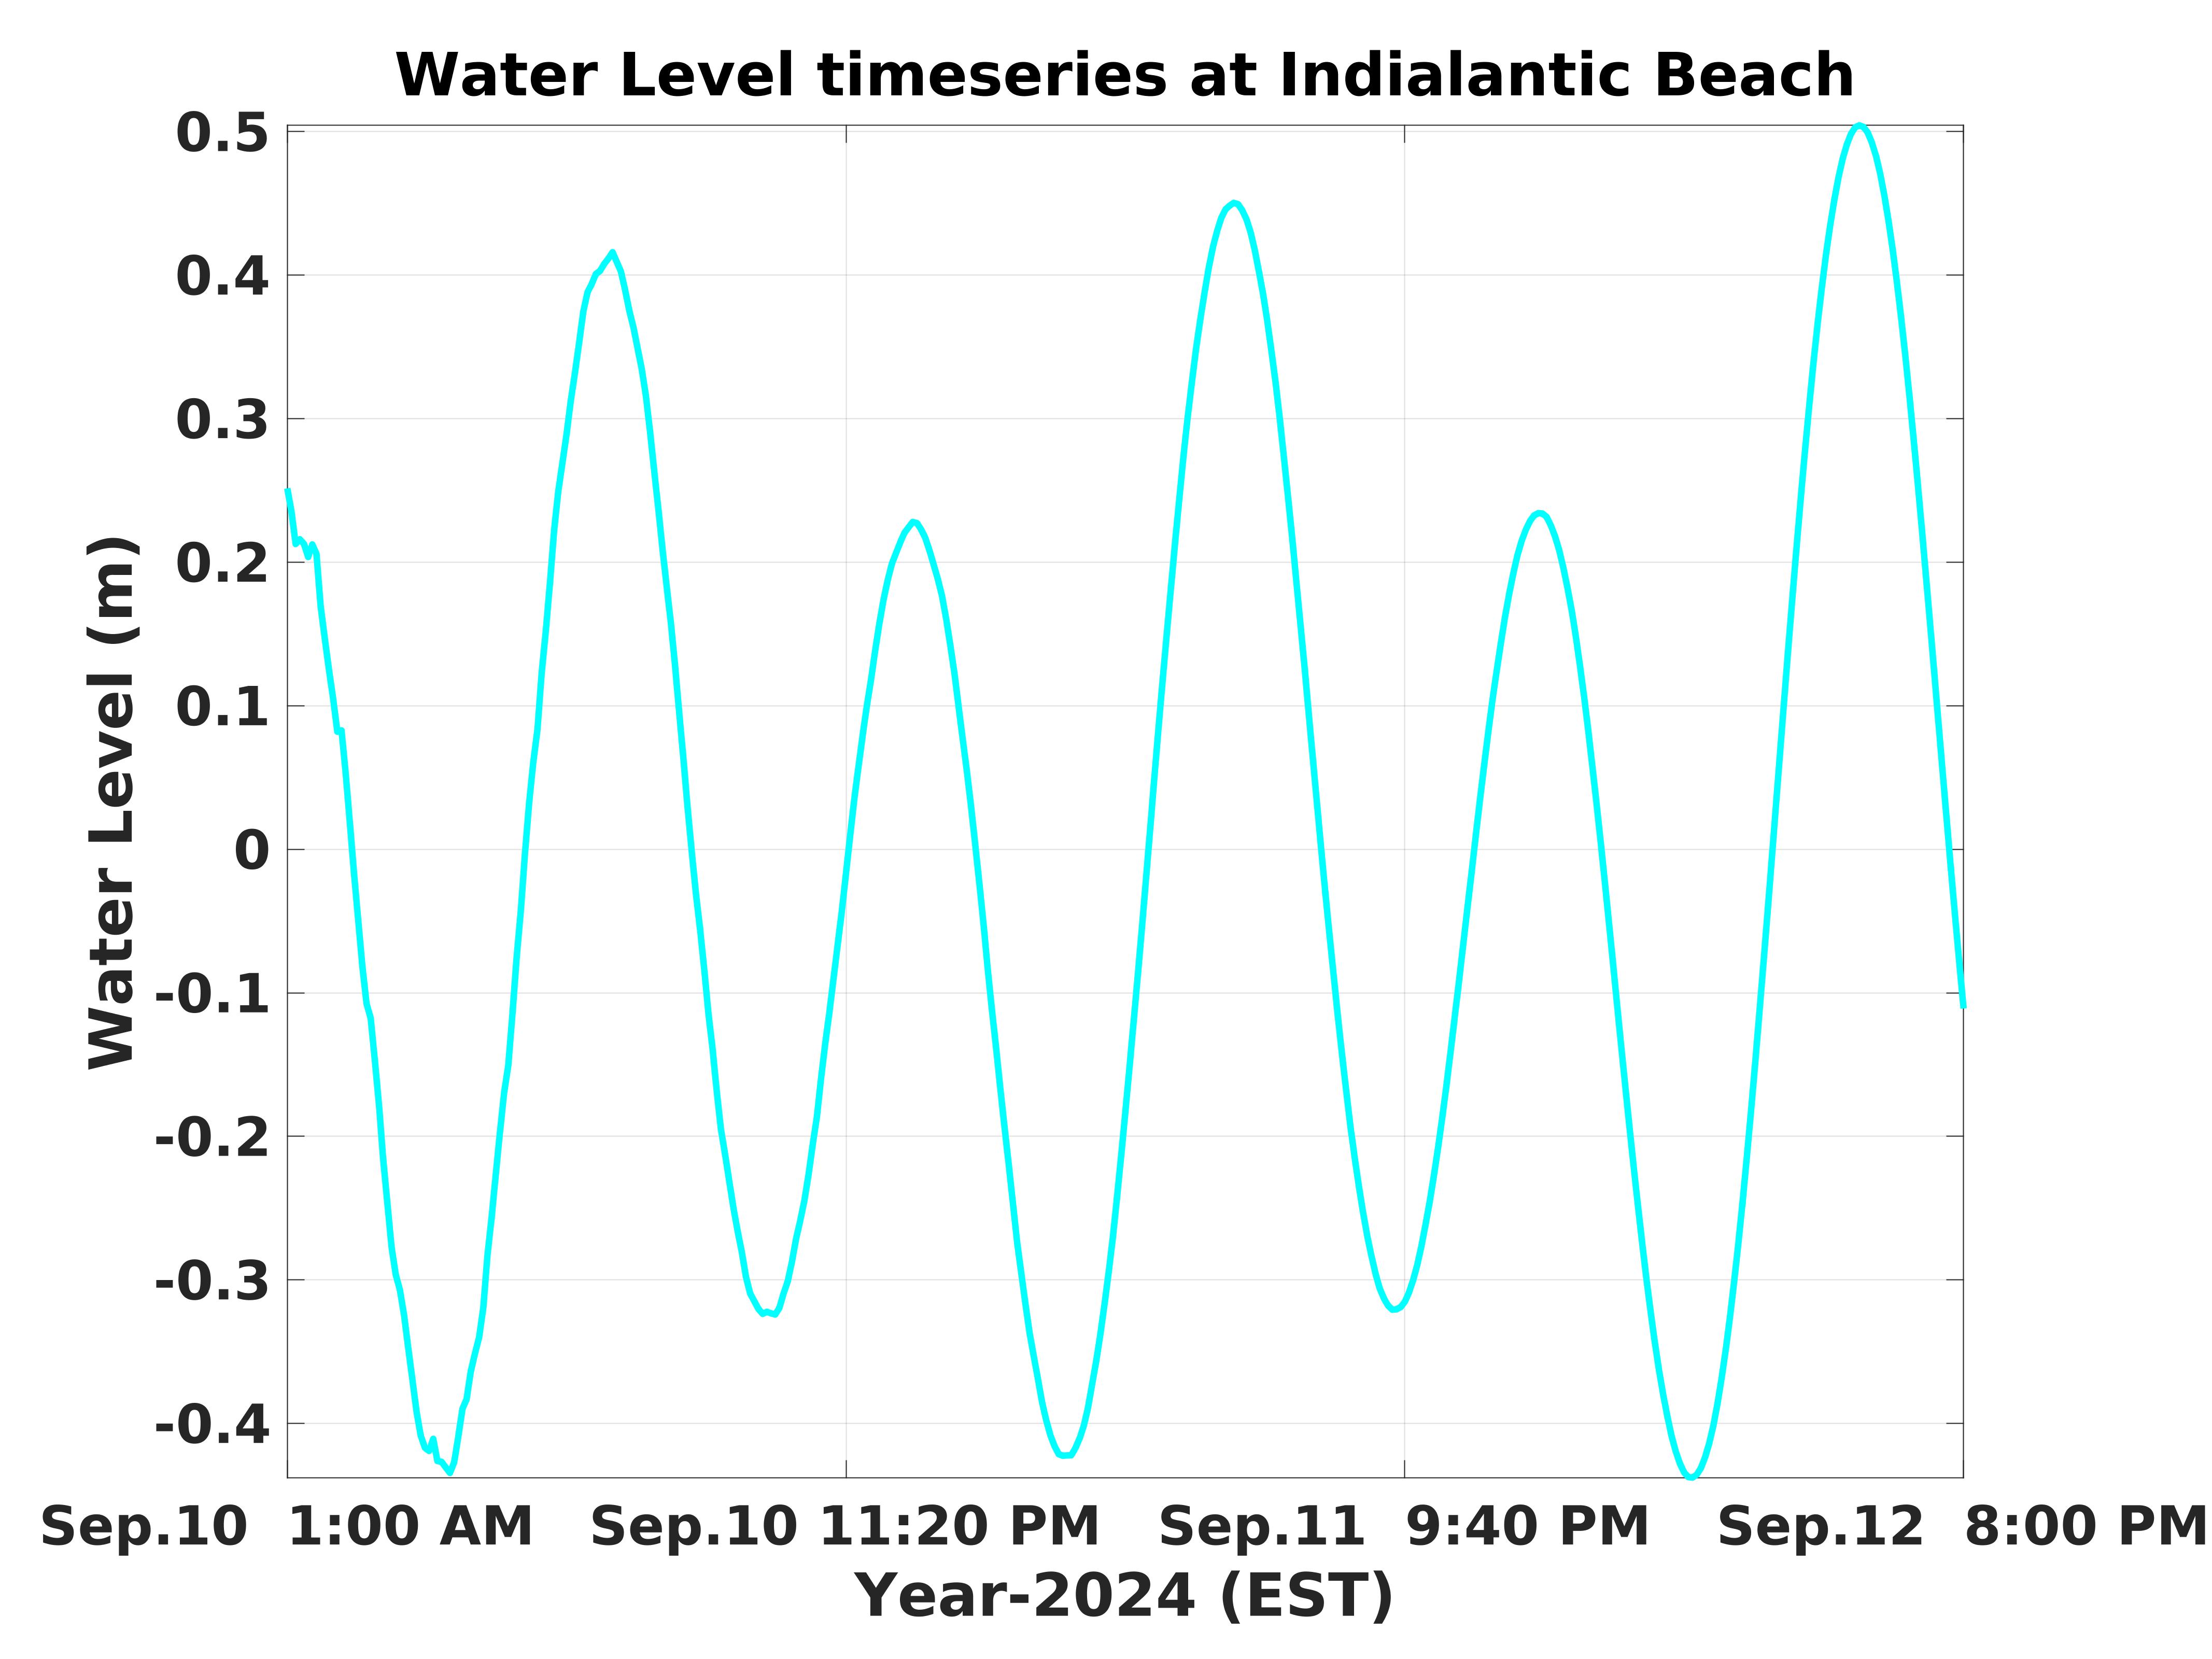 Water Level timeseries at Indialantic Beach
0.5
0.4
0.3
0.2
0.1
0
-0.1
-0.2
-0.3
-0.4
Water Level (m)
Sep.10 1:00 AM Sep.10 11:20 PM Sep.11 9:40 PM Sep.12 8:00 PM
Year-2024 (EST)